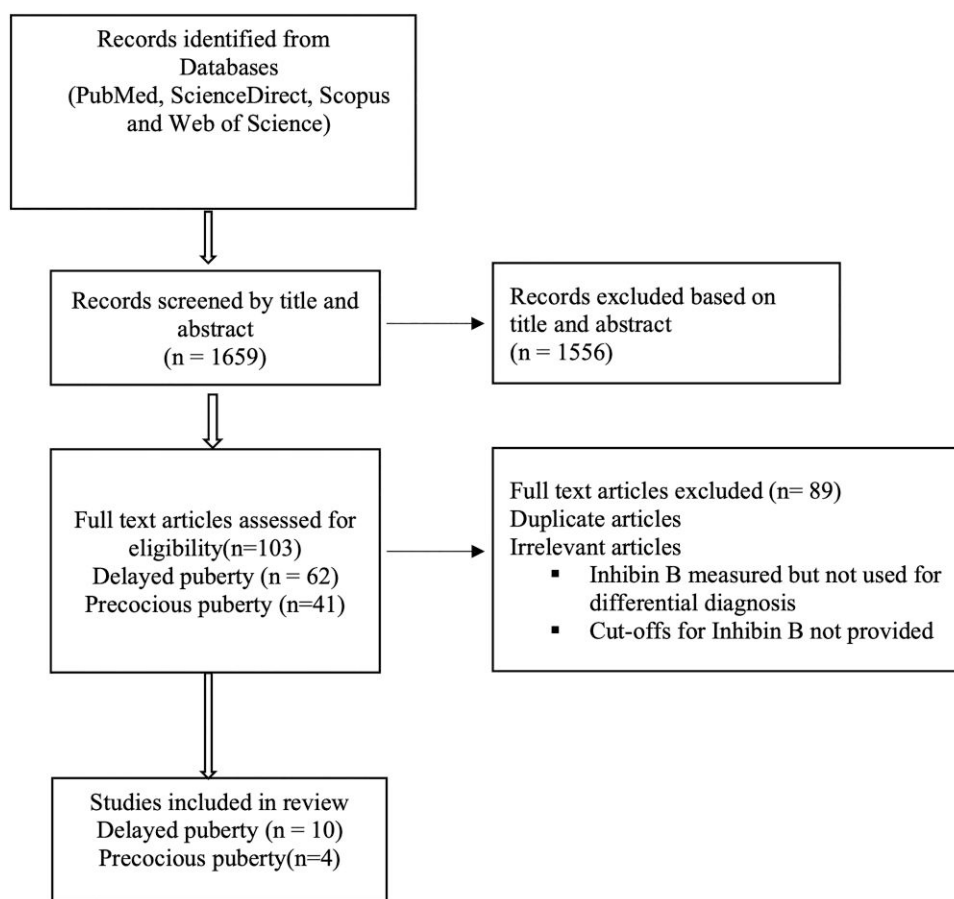 Records identified from
Databases
(PubMed, ScienceDirect, Scopus
and Web of Science)
Records screened by title and
abstract
(n = 1659)
Records excluded based on
title and abstract
(n = 1556)
Full text articles assessed for
eligibility(n=103)
Delayed puberty (n = 62)
Precocious puberty (n=41)
Full text articles excluded (n= 89)
Duplicate articles
Irrelevant articles
▪ Inhibin B measured but not used for
differential diagnosis
▪ Cut-offs for Inhibin B not provided
Studies included in review
Delayed puberty (n = 10)
Precocious puberty(n=4)